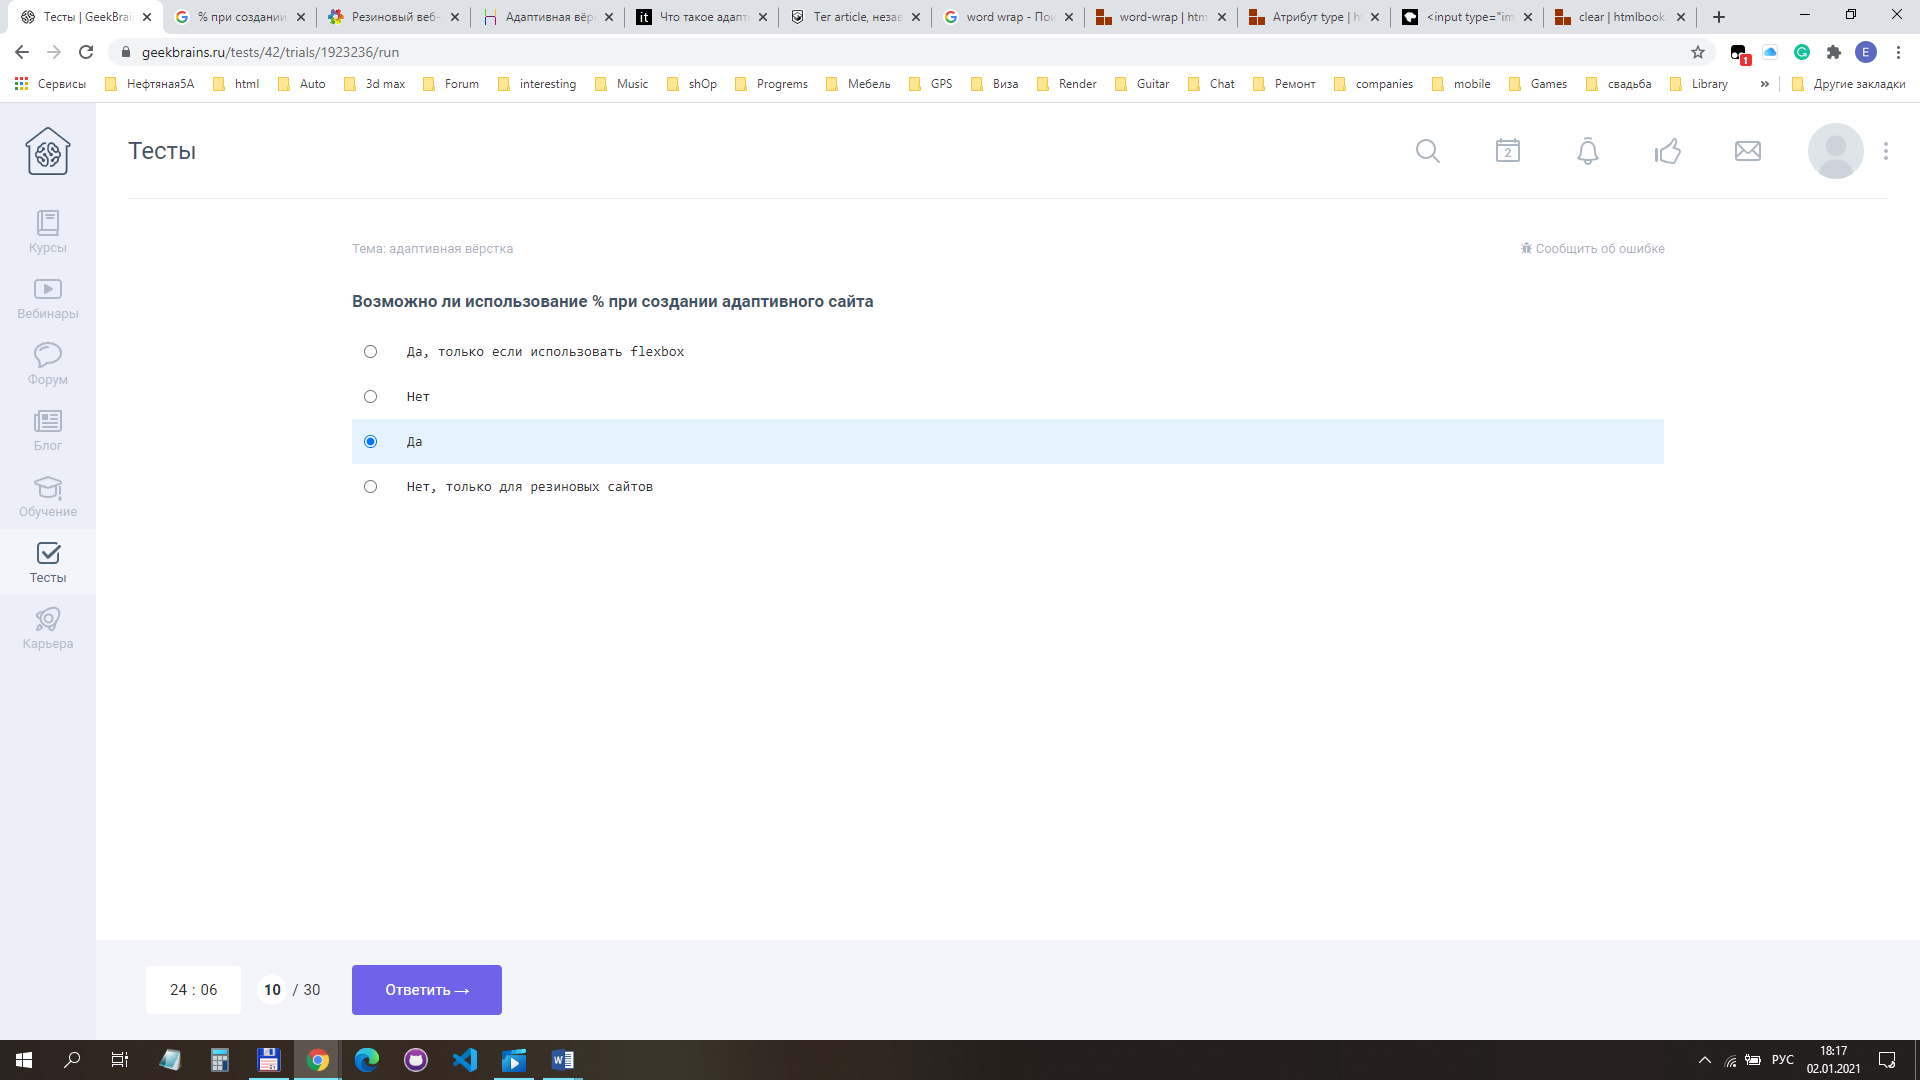 Тесты | GeekBrai
% при создании
Резиновый веб-
Адаптивная вёр
Что такое адапт
Тег article, незав
word wrap - Пои
word-wrap | htm
Атрибут type | h
<input type="im
clear | htmlbook
geekbrains.ru/tests/42/trials/1923236/run
1
E
Сервисы
Нефтяная5А
html
Auto
3d max
Forum
interesting
Music
shOp
Progrems
Мебель
GPS
Виза
Render
Guitar
Chat
Ремонт
companies
mobile
Games
свадьба
Library
»
Другие закладки
Тесты
2
Курсы
Вебинары
Форум
Блог
Обучение
Тесты
Карьера
Тема: адаптивная вёрстка
Сообщить об ошибке
Возможно ли использование % при создании адаптивного сайта
Да, только если использовать flexbox
Нет
Да
Нет, только для резиновых сайтов
24 : 06
10 / 30
Ответить →
РУС
18:17
02.01.2021